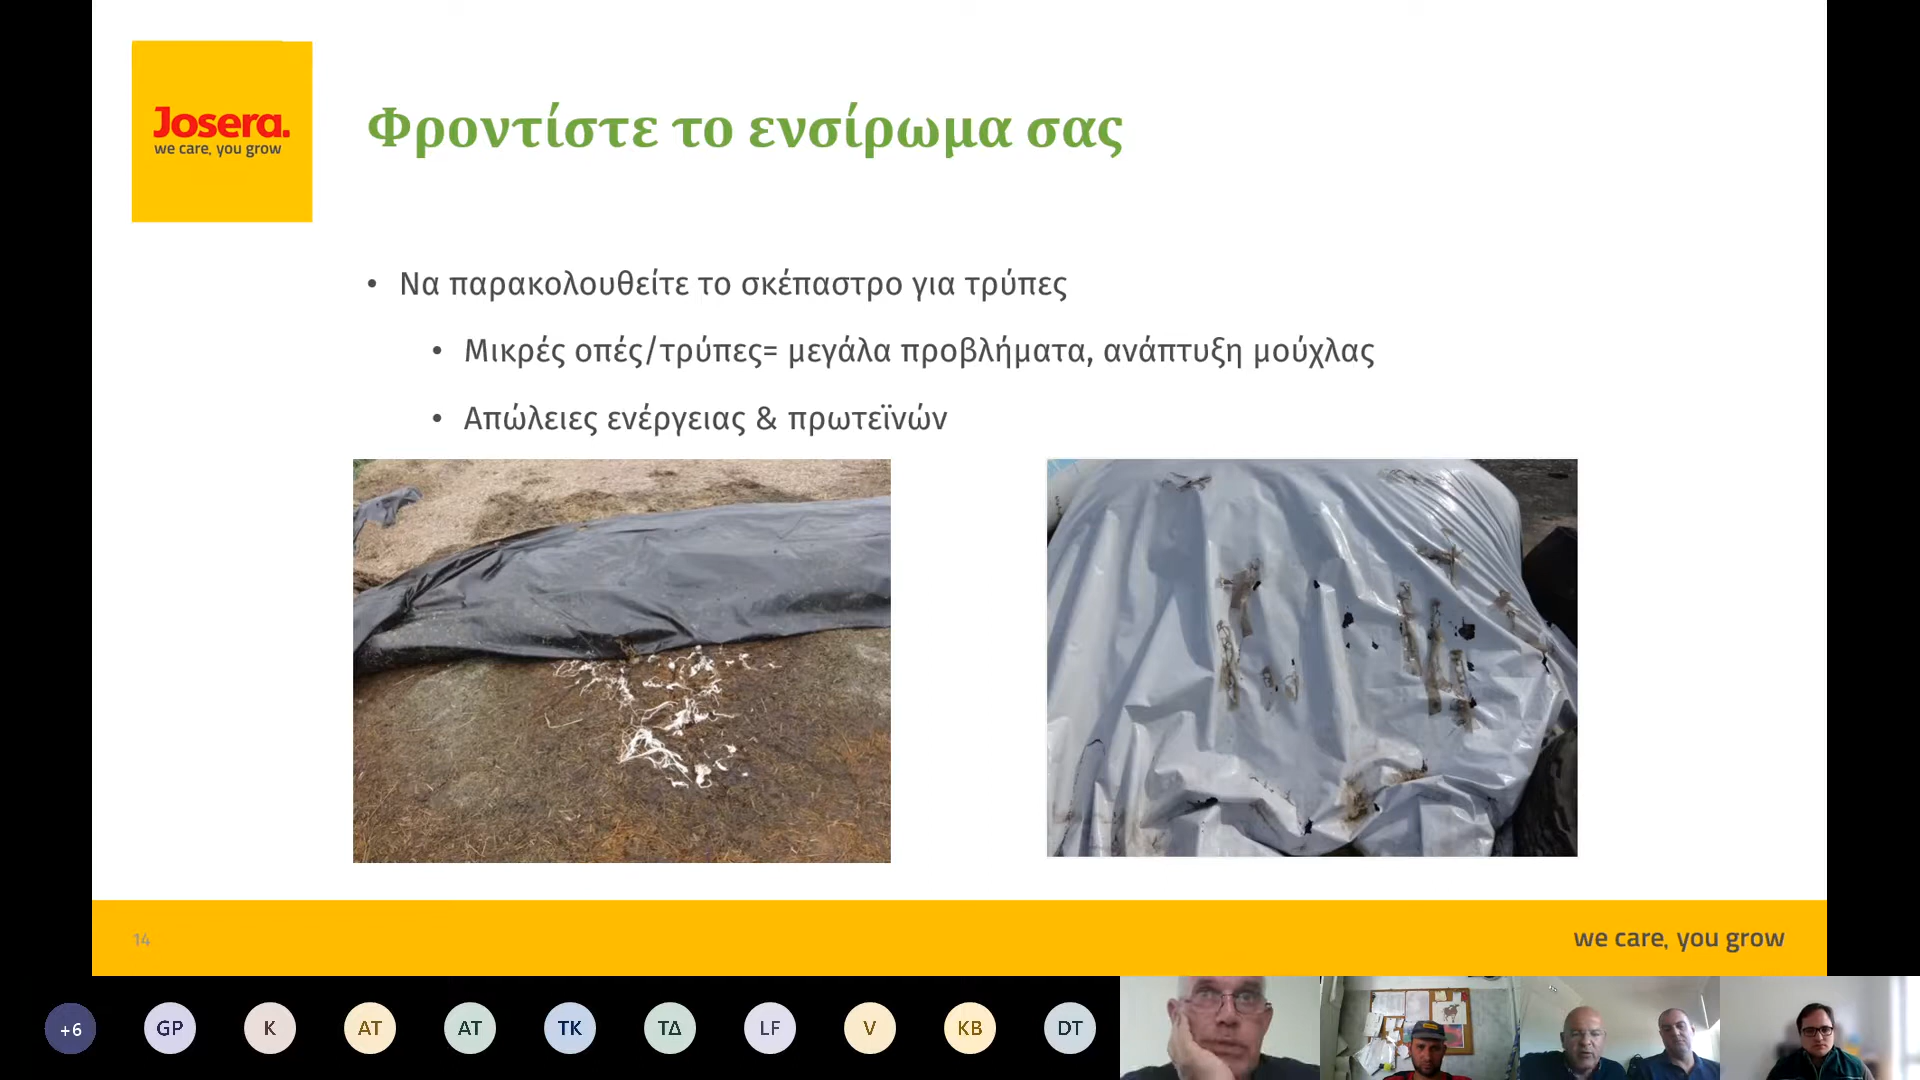 Josera.
we care, you grow
Φροντίστε το ενσίρωμα σας
• Να παρακολουθείτε το σκέπαστρο για τρύπες
• Μικρές οπές/τρύπες= μεγάλα προβλήματα, ανάπτυξη μούχλας
• Απώλειες ενέργειας & πρωτεϊνών
14
we care, you grow
+6 GP K AT AT TK ΤΔ LF V KB DT